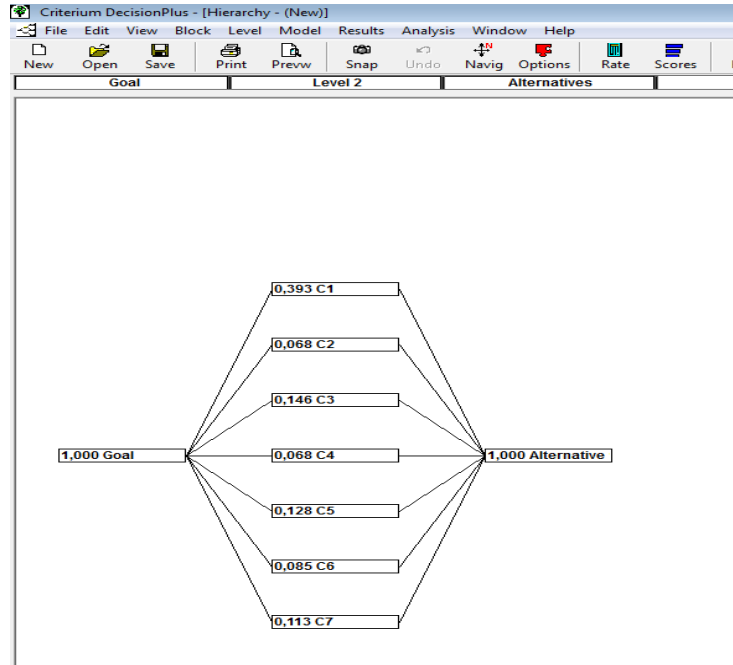 Criterium DecisionPlus - [Hierarchy - (New)]
File Edit View Block Level Model Results Analysis Window Help
New Open Save Print Prevw Snap Undo Navig Options Rate Scores
Goal Level 2 Alternatives
0,393 C1
0,068 C2
0,146 C3
1,000 Goal 0,068 C4 1,000 Alternative
0,128 C5
0,085 C6
0,113 C7